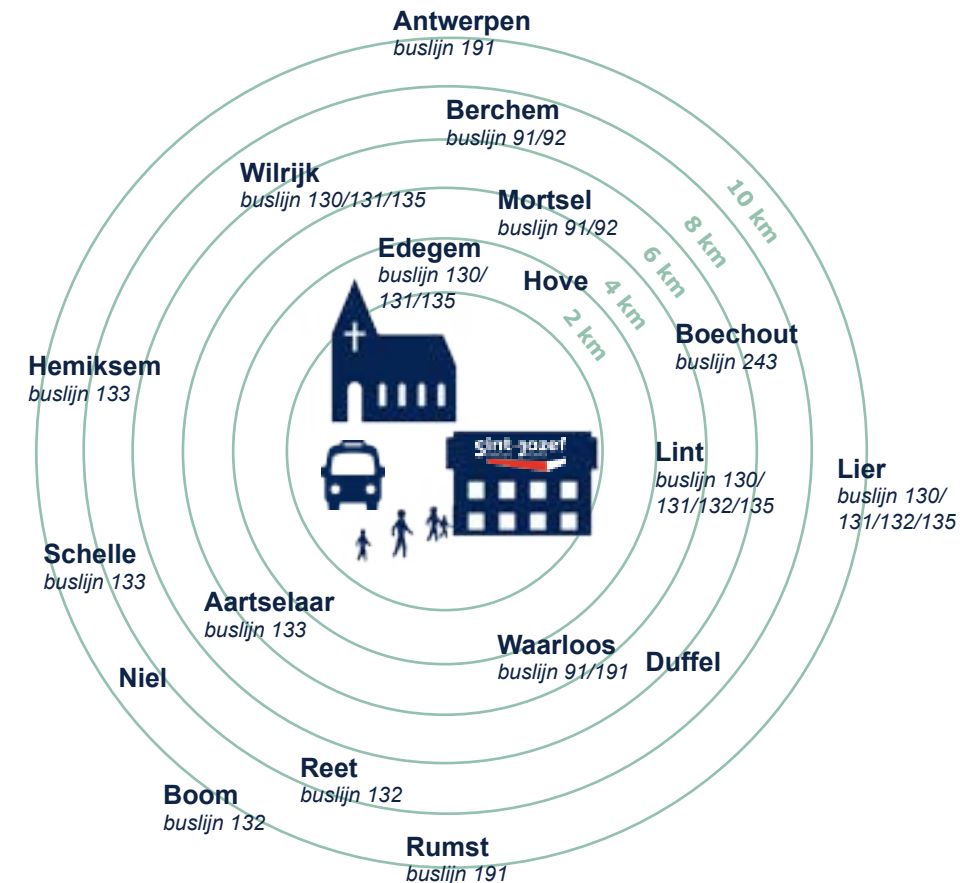 Antwerpen
buslijn 191
Berchem
buslijn 91/92
Wilrijk
buslijn 130/131/135
Mortsel
buslijn 91/92
10 km
8 km
6 km
4 km
2 km
Edegem
buslijn 130/
131/135
Hove
Boechout
buslijn 243
Hemiksem
buslijn 133
sint-jozef
Lint
buslijn 130/
131/132/135
Lier
buslijn 130/
131/132/135
Schelle
buslijn 133
Aartselaar
buslijn 133
Waarloos
buslijn 91/191
Duffel
Niel
Reet
buslijn 132
Boom
buslijn 132
Rumst
buslijn 191